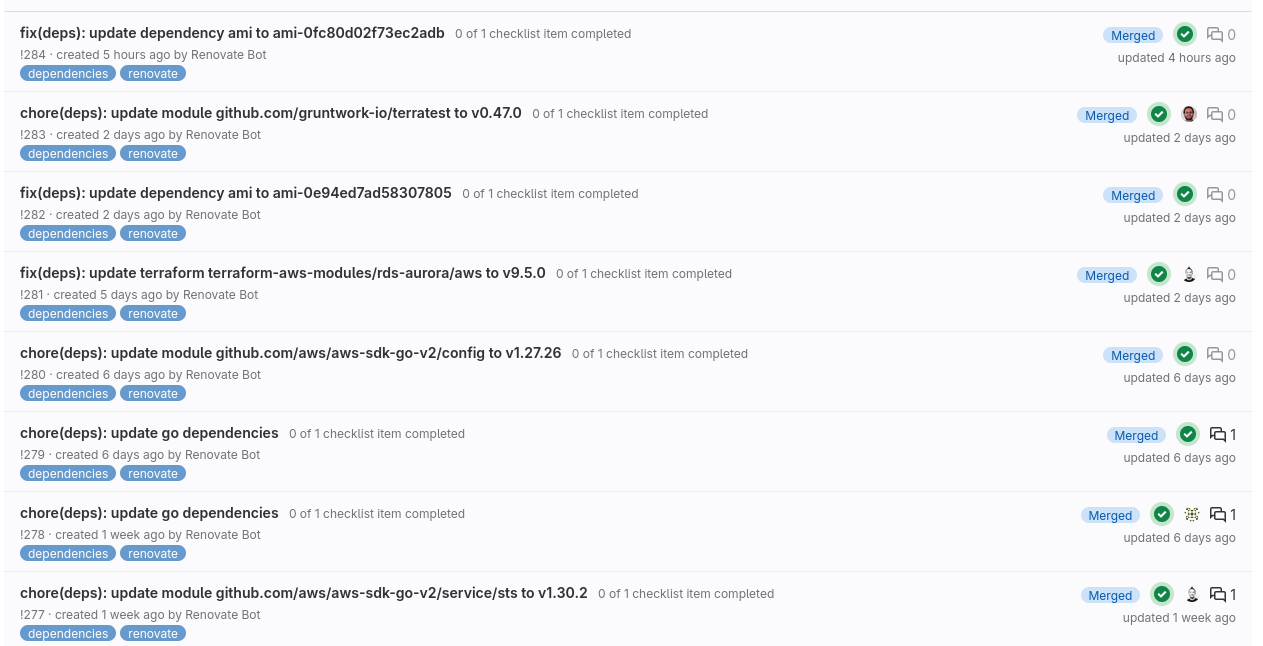 fix(deps): update dependency ami to ami-0fc80d02f73ec2adb 0 of 1 checklist item completed Merged 0
!284 · created 5 hours ago by Renovate Bot updated 4 hours ago
dependencies renovate
chore(deps): update module github.com/gruntwork-io/terratest to v0.47.0 0 of 1 checklist item completed Merged 0
!283 · created 2 days ago by Renovate Bot updated 2 days ago
dependencies renovate
fix(deps): update dependency ami to ami-0e94ed7ad58307805 0 of 1 checklist item completed Merged 0
!282 · created 2 days ago by Renovate Bot updated 2 days ago
dependencies renovate
fix(deps): update terraform terraform-aws-modules/rds-aurora/aws to v9.5.0 0 of 1 checklist item completed Merged 0
!281 · created 5 days ago by Renovate Bot updated 2 days ago
dependencies renovate
chore(deps): update module github.com/aws/aws-sdk-go-v2/config to v1.27.26 0 of 1 checklist item completed Merged 0
!280 · created 6 days ago by Renovate Bot updated 6 days ago
dependencies renovate
chore(deps): update go dependencies 0 of 1 checklist item completed Merged 1
!279 · created 6 days ago by Renovate Bot updated 6 days ago
dependencies renovate
chore(deps): update go dependencies 0 of 1 checklist item completed Merged 1
!278 · created 1 week ago by Renovate Bot updated 6 days ago
dependencies renovate
chore(deps): update module github.com/aws/aws-sdk-go-v2/service/sts to v1.30.2 0 of 1 checklist item completed Merged 1
!277 · created 1 week ago by Renovate Bot updated 1 week ago
dependencies renovate